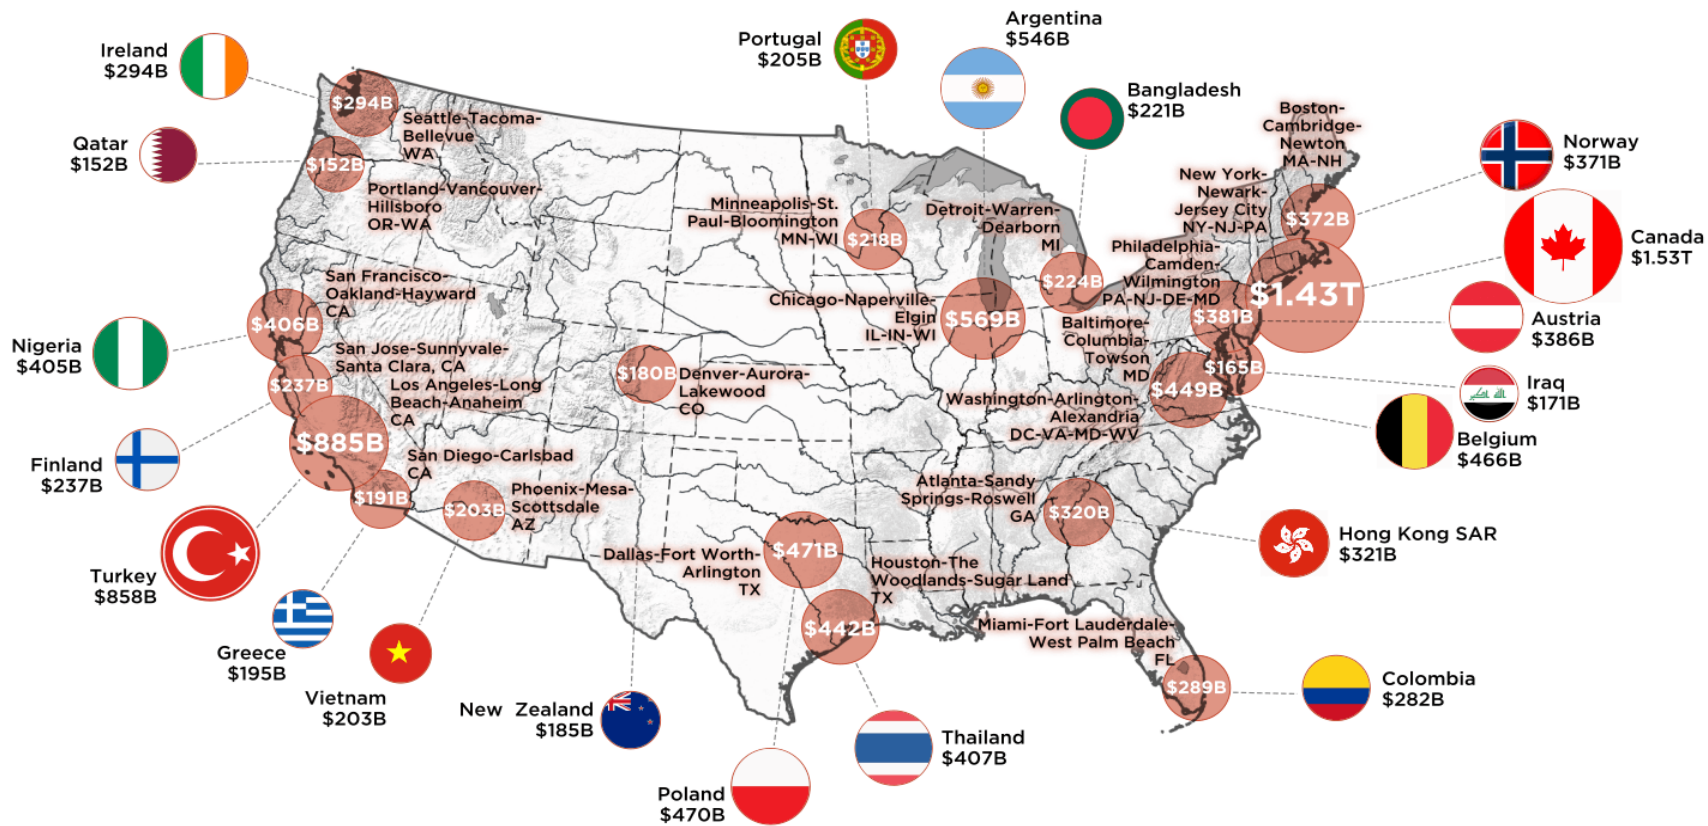 Ireland
$294B
Qatar
$152B
Nigeria
$405B
Finland
$237B
Turkey
$858B
Greece
$195B
Vietnam
$203B
New Zealand
$185B
Poland
$470B
Thailand
$407B
Colombia
$282B
Hong Kong SAR
$321B
Belgium
$466B
Iraq
$171B
Austria
$386B
Canada
$1.53T
Norway
$371B
Bangladesh
$221B
Argentina
$546B
Portugal
$205B
$294B
Seattle-Tacoma-
Bellevue
WA
$152B
Portland-Vancouver-
Hillsboro
OR-WA
San Francisco-
Oakland-Hayward
CA
$406B
San Jose-Sunnyvale-
Santa Clara, CA
$237B
Los Angeles-Long
Beach-Anaheim
CA
$885B
San Diego-Carlsbad
CA
$191B
$203B
Phoenix-Mesa-
Scottsdale
AZ
$180B
Denver-Aurora-
Lakewood
CO
Dallas-Fort Worth-
Arlington
TX
$471B
Houston-The
Woodlands-Sugar Land
TX
$442B
Miami-Fort Lauderdale-
West Palm Beach
FL
$289B
Atlanta-Sandy
Springs-Roswell
GA
$320B
Washington-Arlington-
Alexandria
DC-VA-MD-WV
$449B
Baltimore-
Columbia-
Towson
MD
$165B
Philadelphia-
Camden-
Wilmington
PA-NJ-DE-MD
$381B
New York-
Newark-
Jersey City
NY-NJ-PA
$1.43T
Boston-
Cambridge-
Newton
MA-NH
$372B
Detroit-Warren-
Dearborn
MI
$224B
Chicago-Naperville-
Elgin
IL-IN-WI
$569B
Minneapolis-St.
Paul-Bloomington
MN-WI
$218B